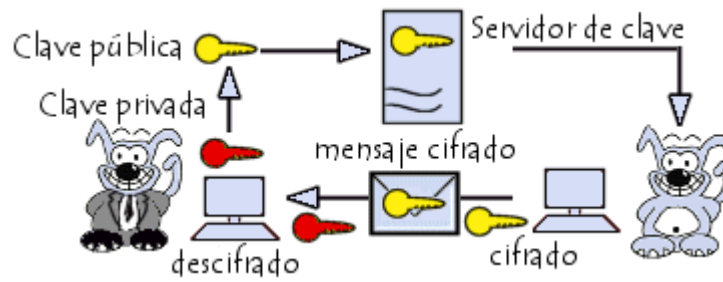 Clave pública
Servidor de clave
Clave privada
mensaje cifrado
descifrado
cifrado